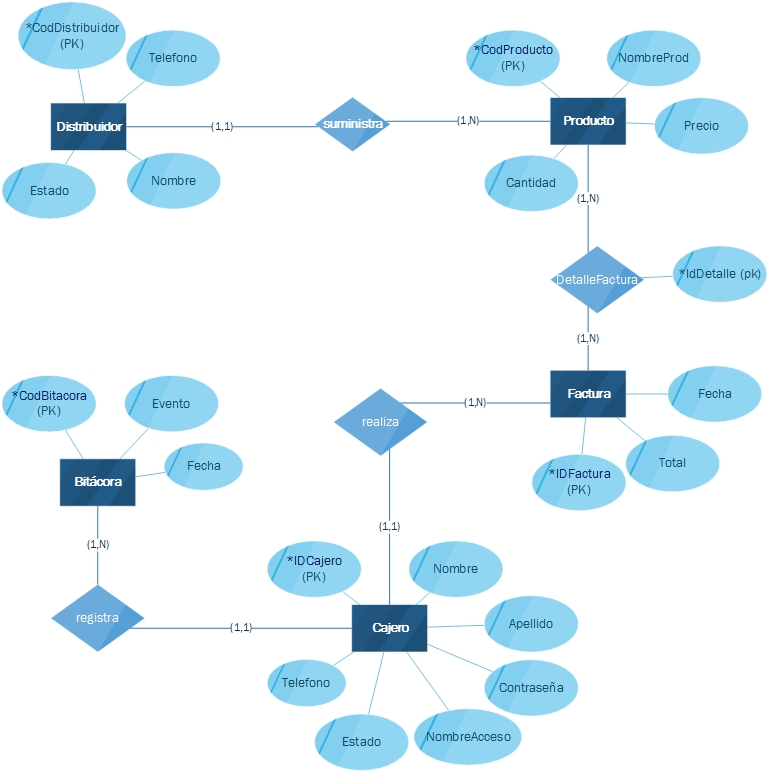 *CodDistribuidor
(PK)
Telefono
Distribuidor
Estado
Nombre
(1,1)
suministra
(1,N)
*CodProducto
(PK)
NombreProd
Producto
Precio
Cantidad
(1,N)
DetalleFactura
*IdDetalle (pk)
(1,N)
Factura
Fecha
Total
*IDFactura
(PK)
(1,N)
realiza
(1,1)
*CodBitacora
(PK)
Evento
Bitácora
Fecha
(1,N)
registra
(1,1)
*IDCajero
(PK)
Nombre
Cajero
Apellido
Contraseña
Telefono
Estado
NombreAcceso